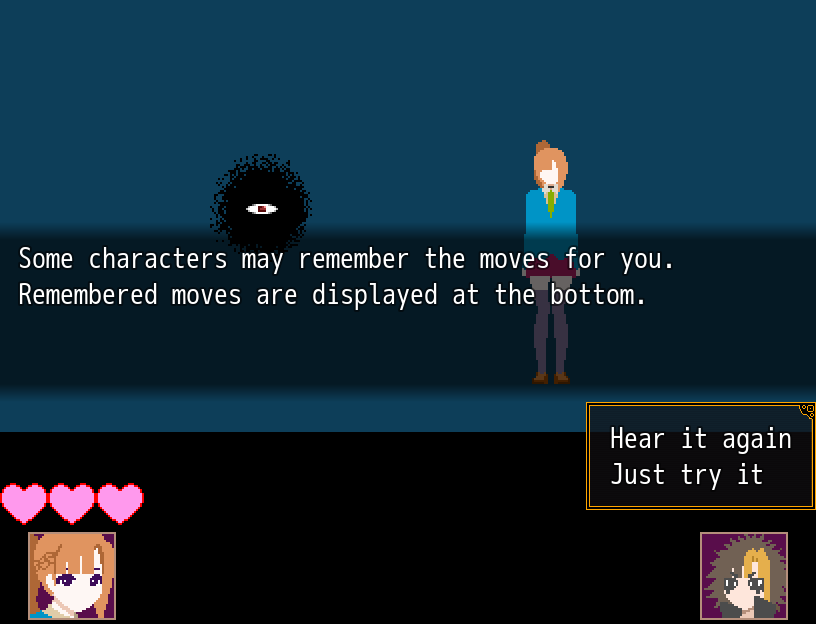 Some characters may remember the moves for you.
Remembered moves are displayed at the bottom.
Hear it again
Just try it